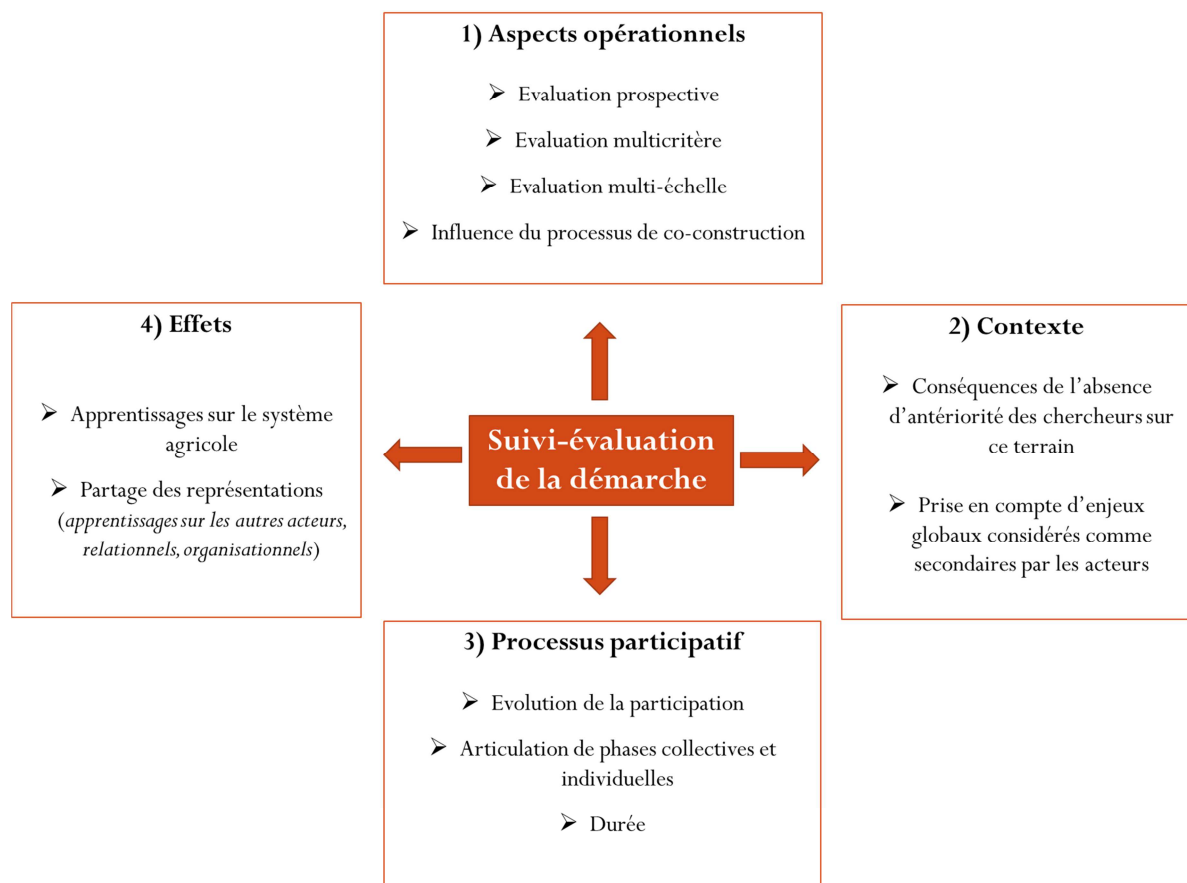 1) Aspects opérationnels
➢ Evaluation prospective
➢ Evaluation multicritère
➢ Evaluation multi-échelle
➢ Influence du processus de co-construction
4) Effets
➢ Apprentissages sur le système
agricole
➢ Partage des représentations
(apprentissages sur les autres acteurs,
relationnels, organisationnels)
Suivi-évaluation
de la démarche
2) Contexte
➢ Conséquences de l’absence
d’antériorité des chercheurs sur
ce terrain
➢ Prise en compte d’enjeux
globaux considérés comme
secondaires par les acteurs
3) Processus participatif
➢ Evolution de la participation
➢ Articulation de phases collectives et
individuelles
➢ Durée